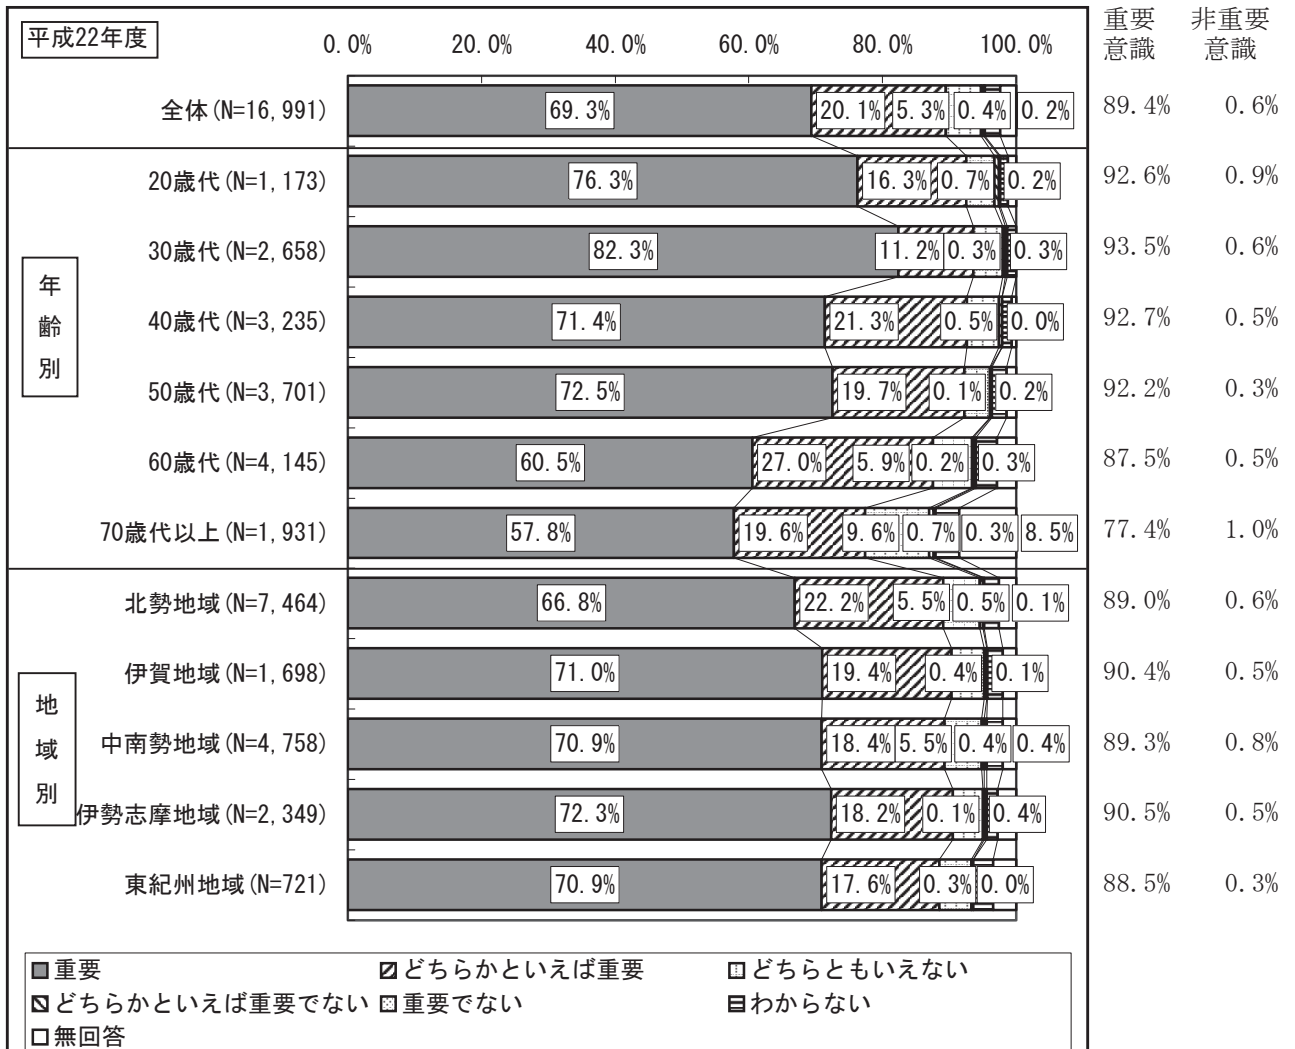 重要 非重要
意識 意識
平成22年度
0.0% 20.0% 40.0% 60.0% 80.0% 100.0%
全体(N=16,991) 69.3% 20.1% 5.3% 0.4% 0.2% 89.4% 0.6%
年齢別
20歳代(N=1,173) 76.3% 16.3% 0.7% 0.2% 92.6% 0.9%
30歳代(N=2,658) 82.3% 11.2% 0.3% 0.3% 93.5% 0.6%
40歳代(N=3,235) 71.4% 21.3% 0.5% 0.0% 92.7% 0.5%
50歳代(N=3,701) 72.5% 19.7% 0.1% 0.2% 92.2% 0.3%
60歳代(N=4,145) 60.5% 27.0% 5.9% 0.2% 0.3% 87.5% 0.5%
70歳代以上(N=1,931) 57.8% 19.6% 9.6% 0.7% 0.3% 8.5% 77.4% 1.0%
地域別
北勢地域(N=7,464) 66.8% 22.2% 5.5% 0.5% 0.1% 89.0% 0.6%
伊賀地域(N=1,698) 71.0% 19.4% 0.4% 0.1% 90.4% 0.5%
中南勢地域(N=4,758) 70.9% 18.4% 5.5% 0.4% 0.4% 89.3% 0.8%
伊勢志摩地域(N=2,349) 72.3% 18.2% 0.1% 0.4% 90.5% 0.5%
東紀州地域(N=721) 70.9% 17.6% 0.3% 0.0% 88.5% 0.3%
重要 どちらかといえば重要 どちらともいえない
どちらかといえば重要でない 重要でない わからない
無回答